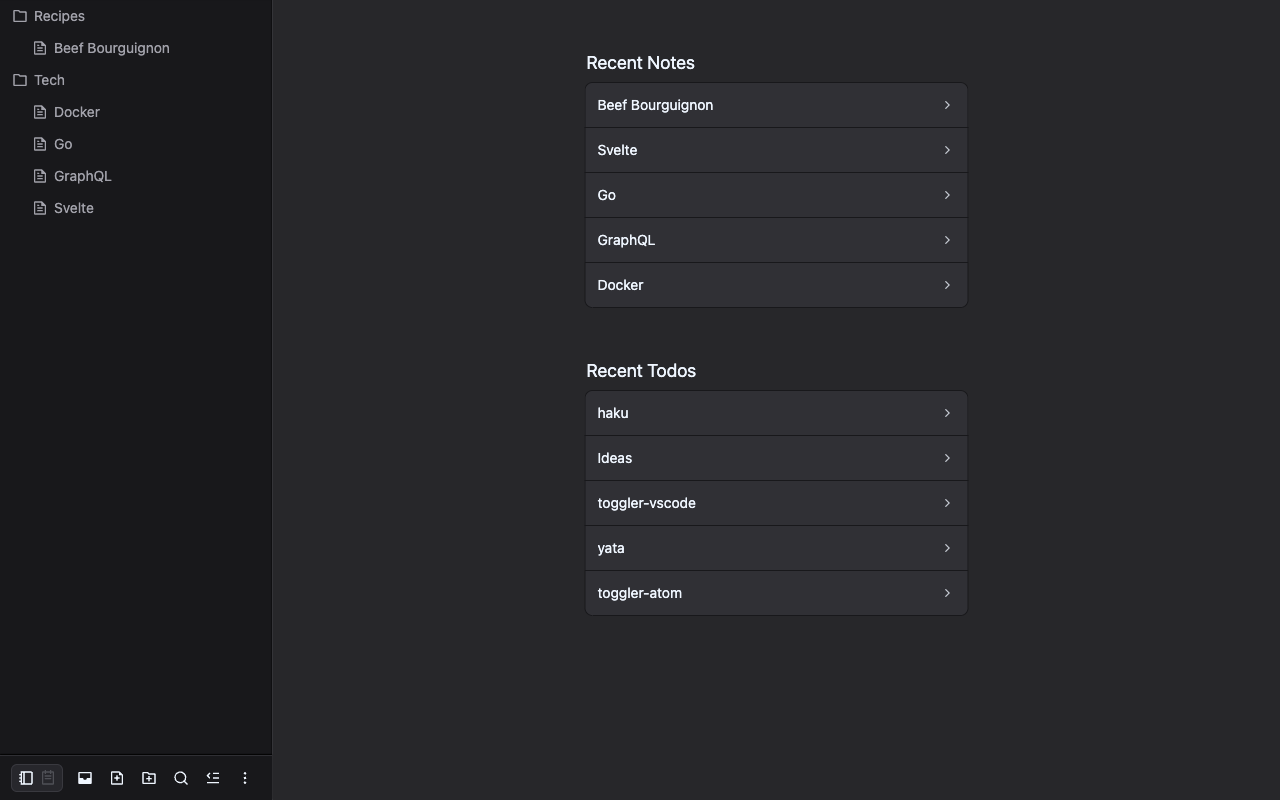 Recipes
Beef Bourguignon
Tech
Docker
Go
GraphQL
Svelte
Recent Notes
Beef Bourguignon
Svelte
Go
GraphQL
Docker
Recent Todos
haku
Ideas
toggler-vscode
yata
toggler-atom